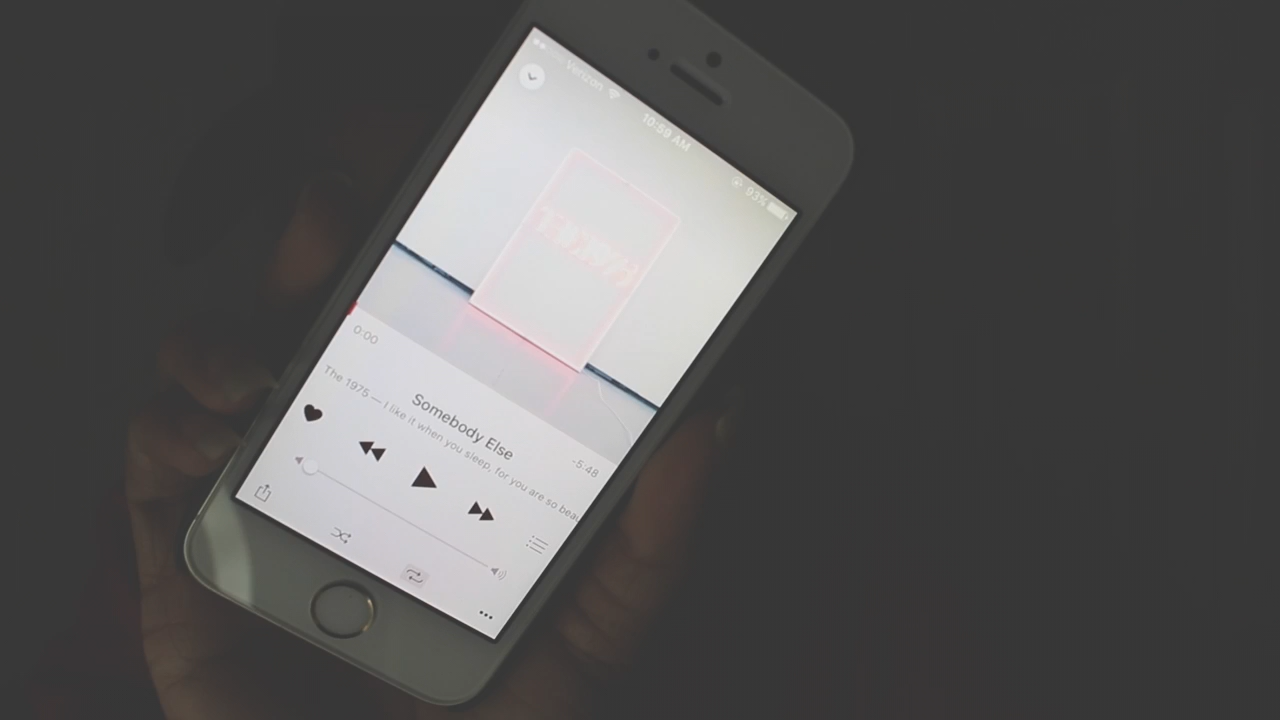 Verizon
10:59 AM
93%
0:00
-5:48
Somebody Else
The 1975 — I like it when you sleep, for you are so beau